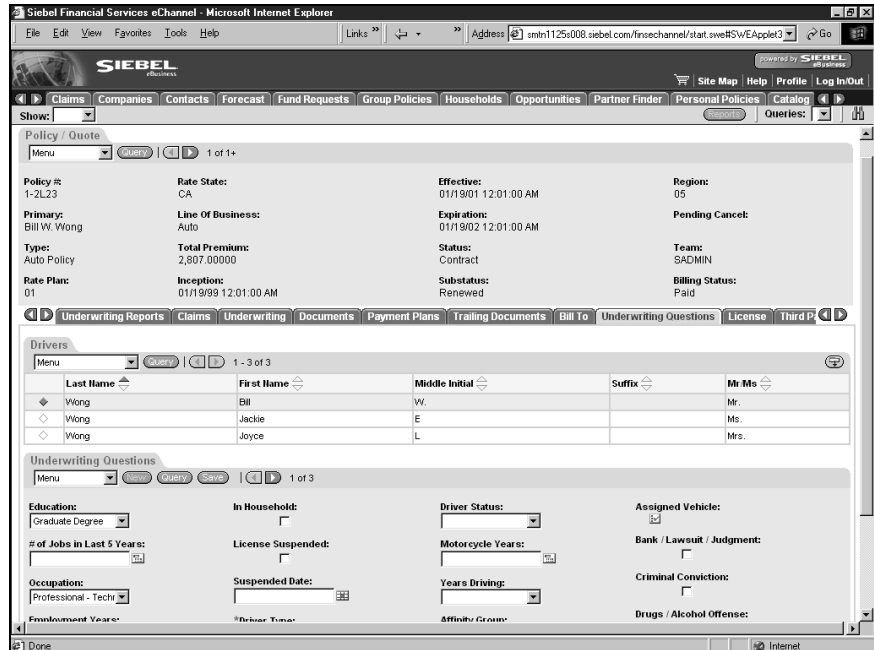 Siebel Financial Services eChannel - Microsoft Internet Explorer
File Edit View Favorites Tools Help Links » » Address smtn1125s008.siebel.com/finsechannel/start.swe#SWEApplet3 Go
powered by SIEBEL eBusiness
SIEBEL
eBusiness
Site Map | Help | Profile | Log In/Out
Claims Companies Contacts Forecast Fund Requests Group Policies Households Opportunities Partner Finder Personal Policies Catalog
Show: Reports Queries:
Policy / Quote
Menu Query 1 of 1+
Policy #: Rate State: Effective: Region:
1-2L23 CA 01/19/01 12:01:00 AM 05
Primary: Line Of Business: Expiration: Pending Cancel:
Bill W. Wong Auto 01/19/02 12:01:00 AM
Type: Total Premium: Status: Team:
Auto Policy 2,807.00000 Contract SADMIN
Rate Plan: Inception: Substatus: Billing Status:
01 01/19/99 12:01:00 AM Renewed Paid
Underwriting Reports Claims Underwriting Documents Payment Plans Trailing Documents Bill To Underwriting Questions License Third P
Drivers
Menu Query 1 - 3 of 3
Last Name First Name Middle Initial Suffix Mr/Ms
Wong Bill W. Mr.
Wong Jackie E Ms.
Wong Joyce L Mrs.
Underwriting Questions
Menu New Query Save 1 of 3
Education: In Household: Driver Status: Assigned Vehicle:
Graduate Degree
# of Jobs in Last 5 Years: License Suspended: Motorcycle Years: Bank / Lawsuit / Judgment:
Occupation: Suspended Date: Years Driving: Criminal Conviction:
Professional - Techr
Employment Years: *Driver Type: Affinity Group: Drugs / Alcohol Offense:
Done Internet